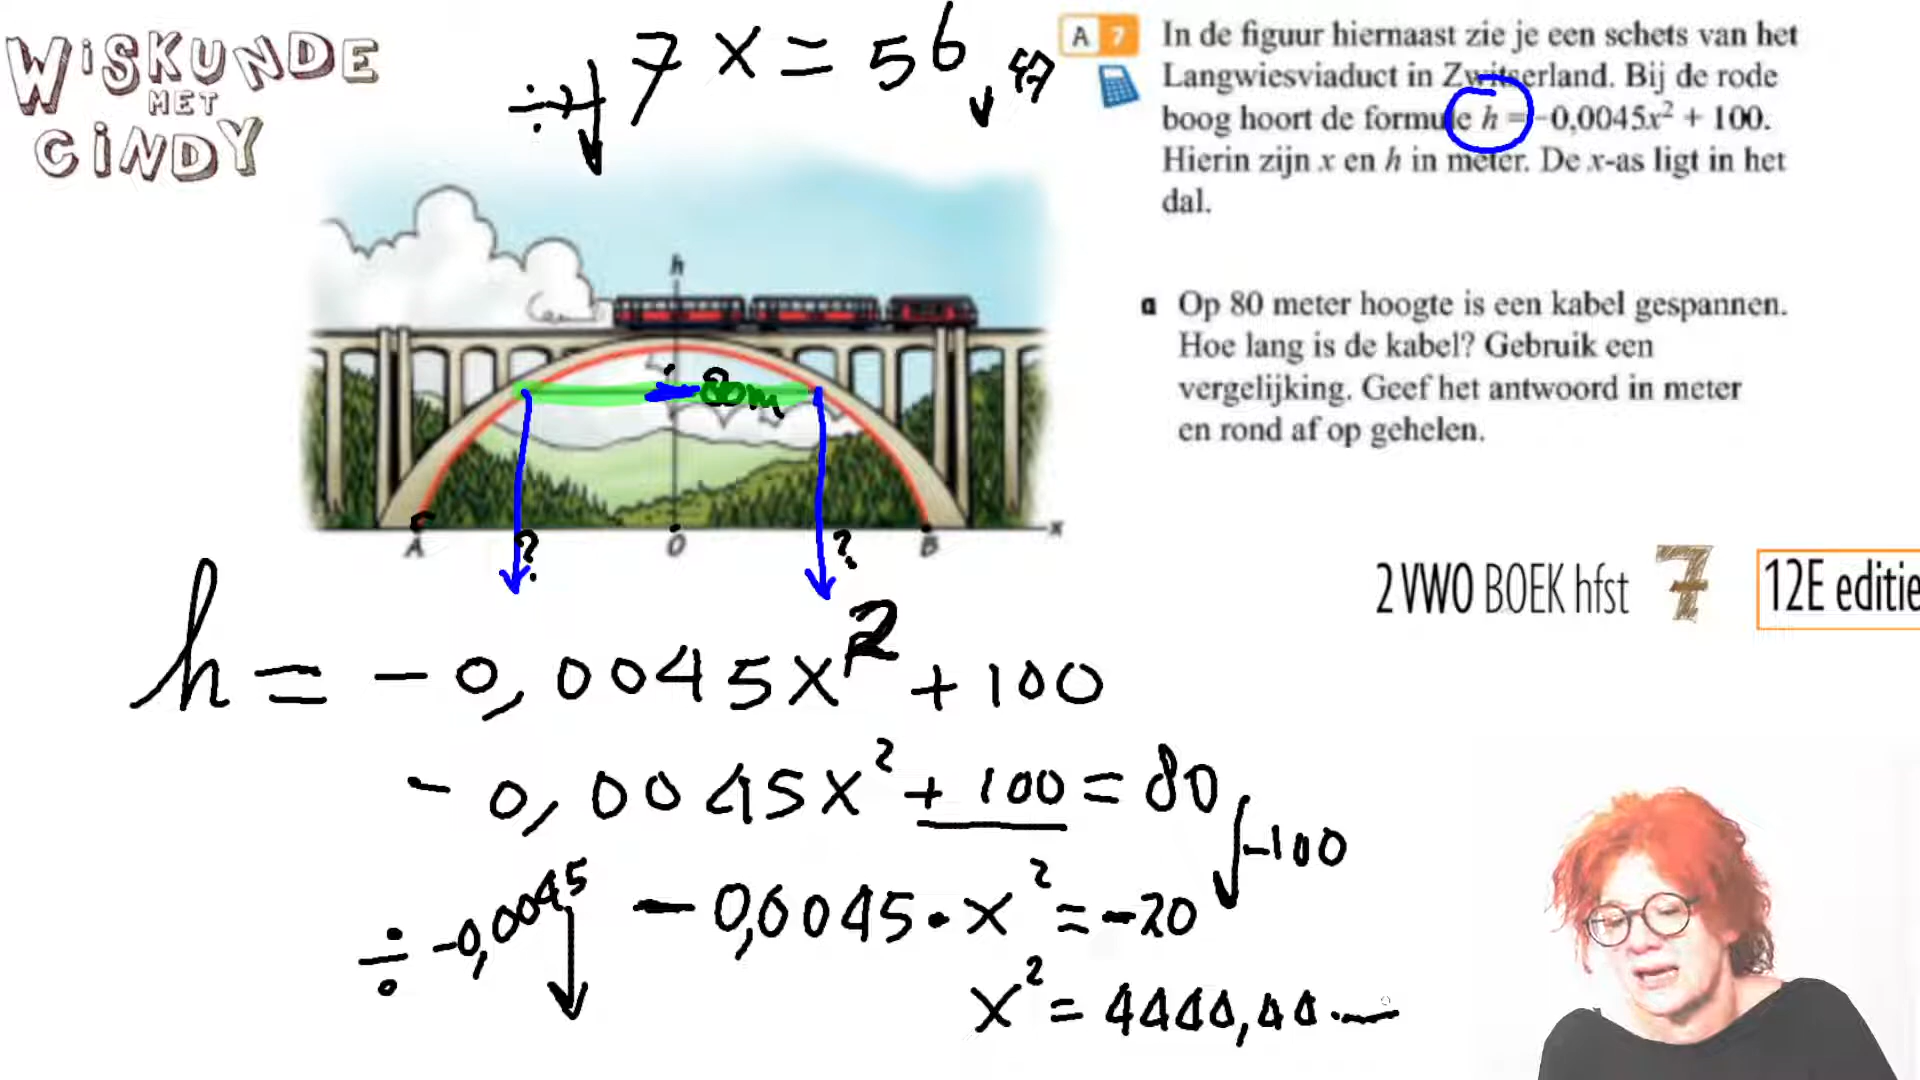 WiSKUNDE
MET
CiNDY
7 x = 56
÷7
÷7
A 7
In de figuur hiernaast zie je een schets van het
Langwiesviaduct in Zwitserland. Bij de rode
boog hoort de formule h = -0,0045x² + 100.
Hierin zijn x en h in meter. De x-as ligt in het
dal.
a Op 80 meter hoogte is een kabel gespannen.
Hoe lang is de kabel? Gebruik een
vergelijking. Geef het antwoord in meter
en rond af op gehelen.
h
80m
A ? O ? B x
2 VWO BOEK hfst 7
12E editie
h = -0,0045x² + 100
-0,0045x² + 100 = 80
-100
÷ -0,0045
-0,0045 · x² = -20
x² = 4444,44...